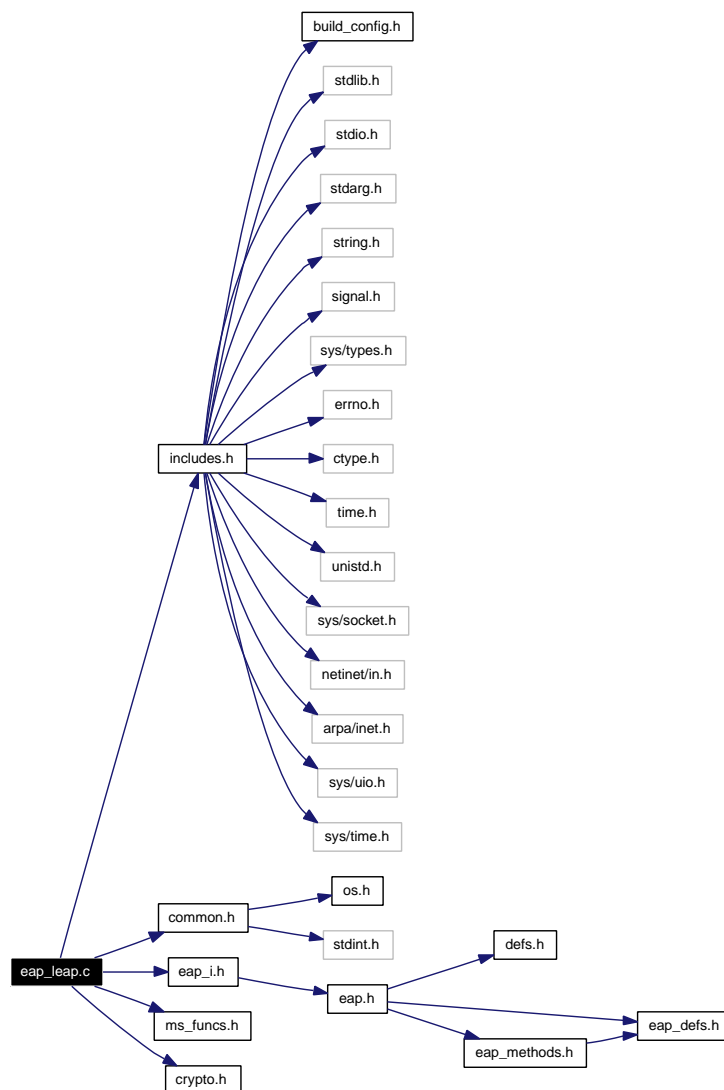 build_config.h
stdlib.h
stdio.h
stdarg.h
string.h
signal.h
sys/types.h
errno.h
includes.h
ctype.h
time.h
unistd.h
sys/socket.h
netinet/in.h
arpa/inet.h
sys/uio.h
sys/time.h
os.h
common.h
stdint.h
defs.h
eap_leap.c
eap_i.h
eap.h
ms_funcs.h
eap_defs.h
eap_methods.h
crypto.h